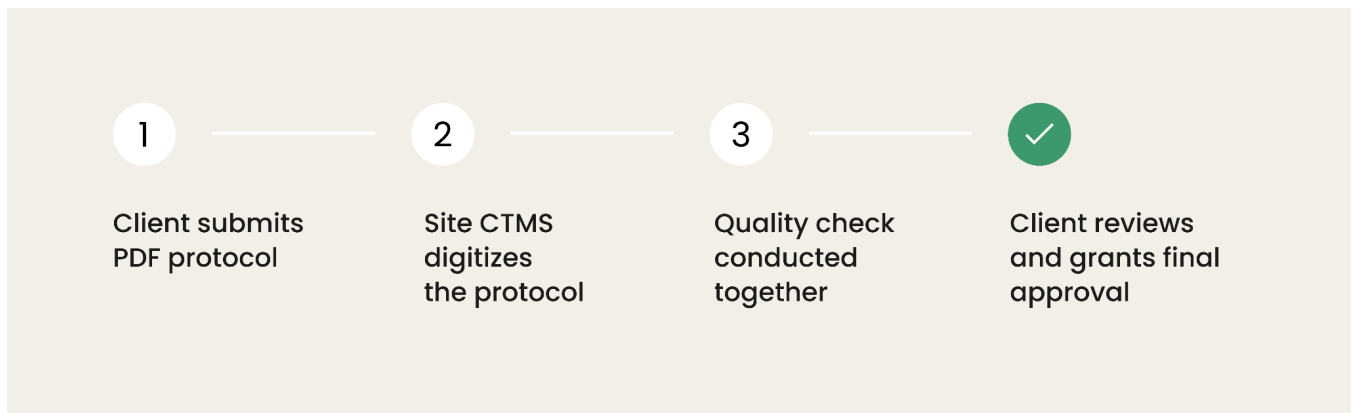 1
2
3
Client submits
PDF protocol
Site CTMS
digitizes
the protocol
Quality check
conducted
together
Client reviews
and grants final
approval